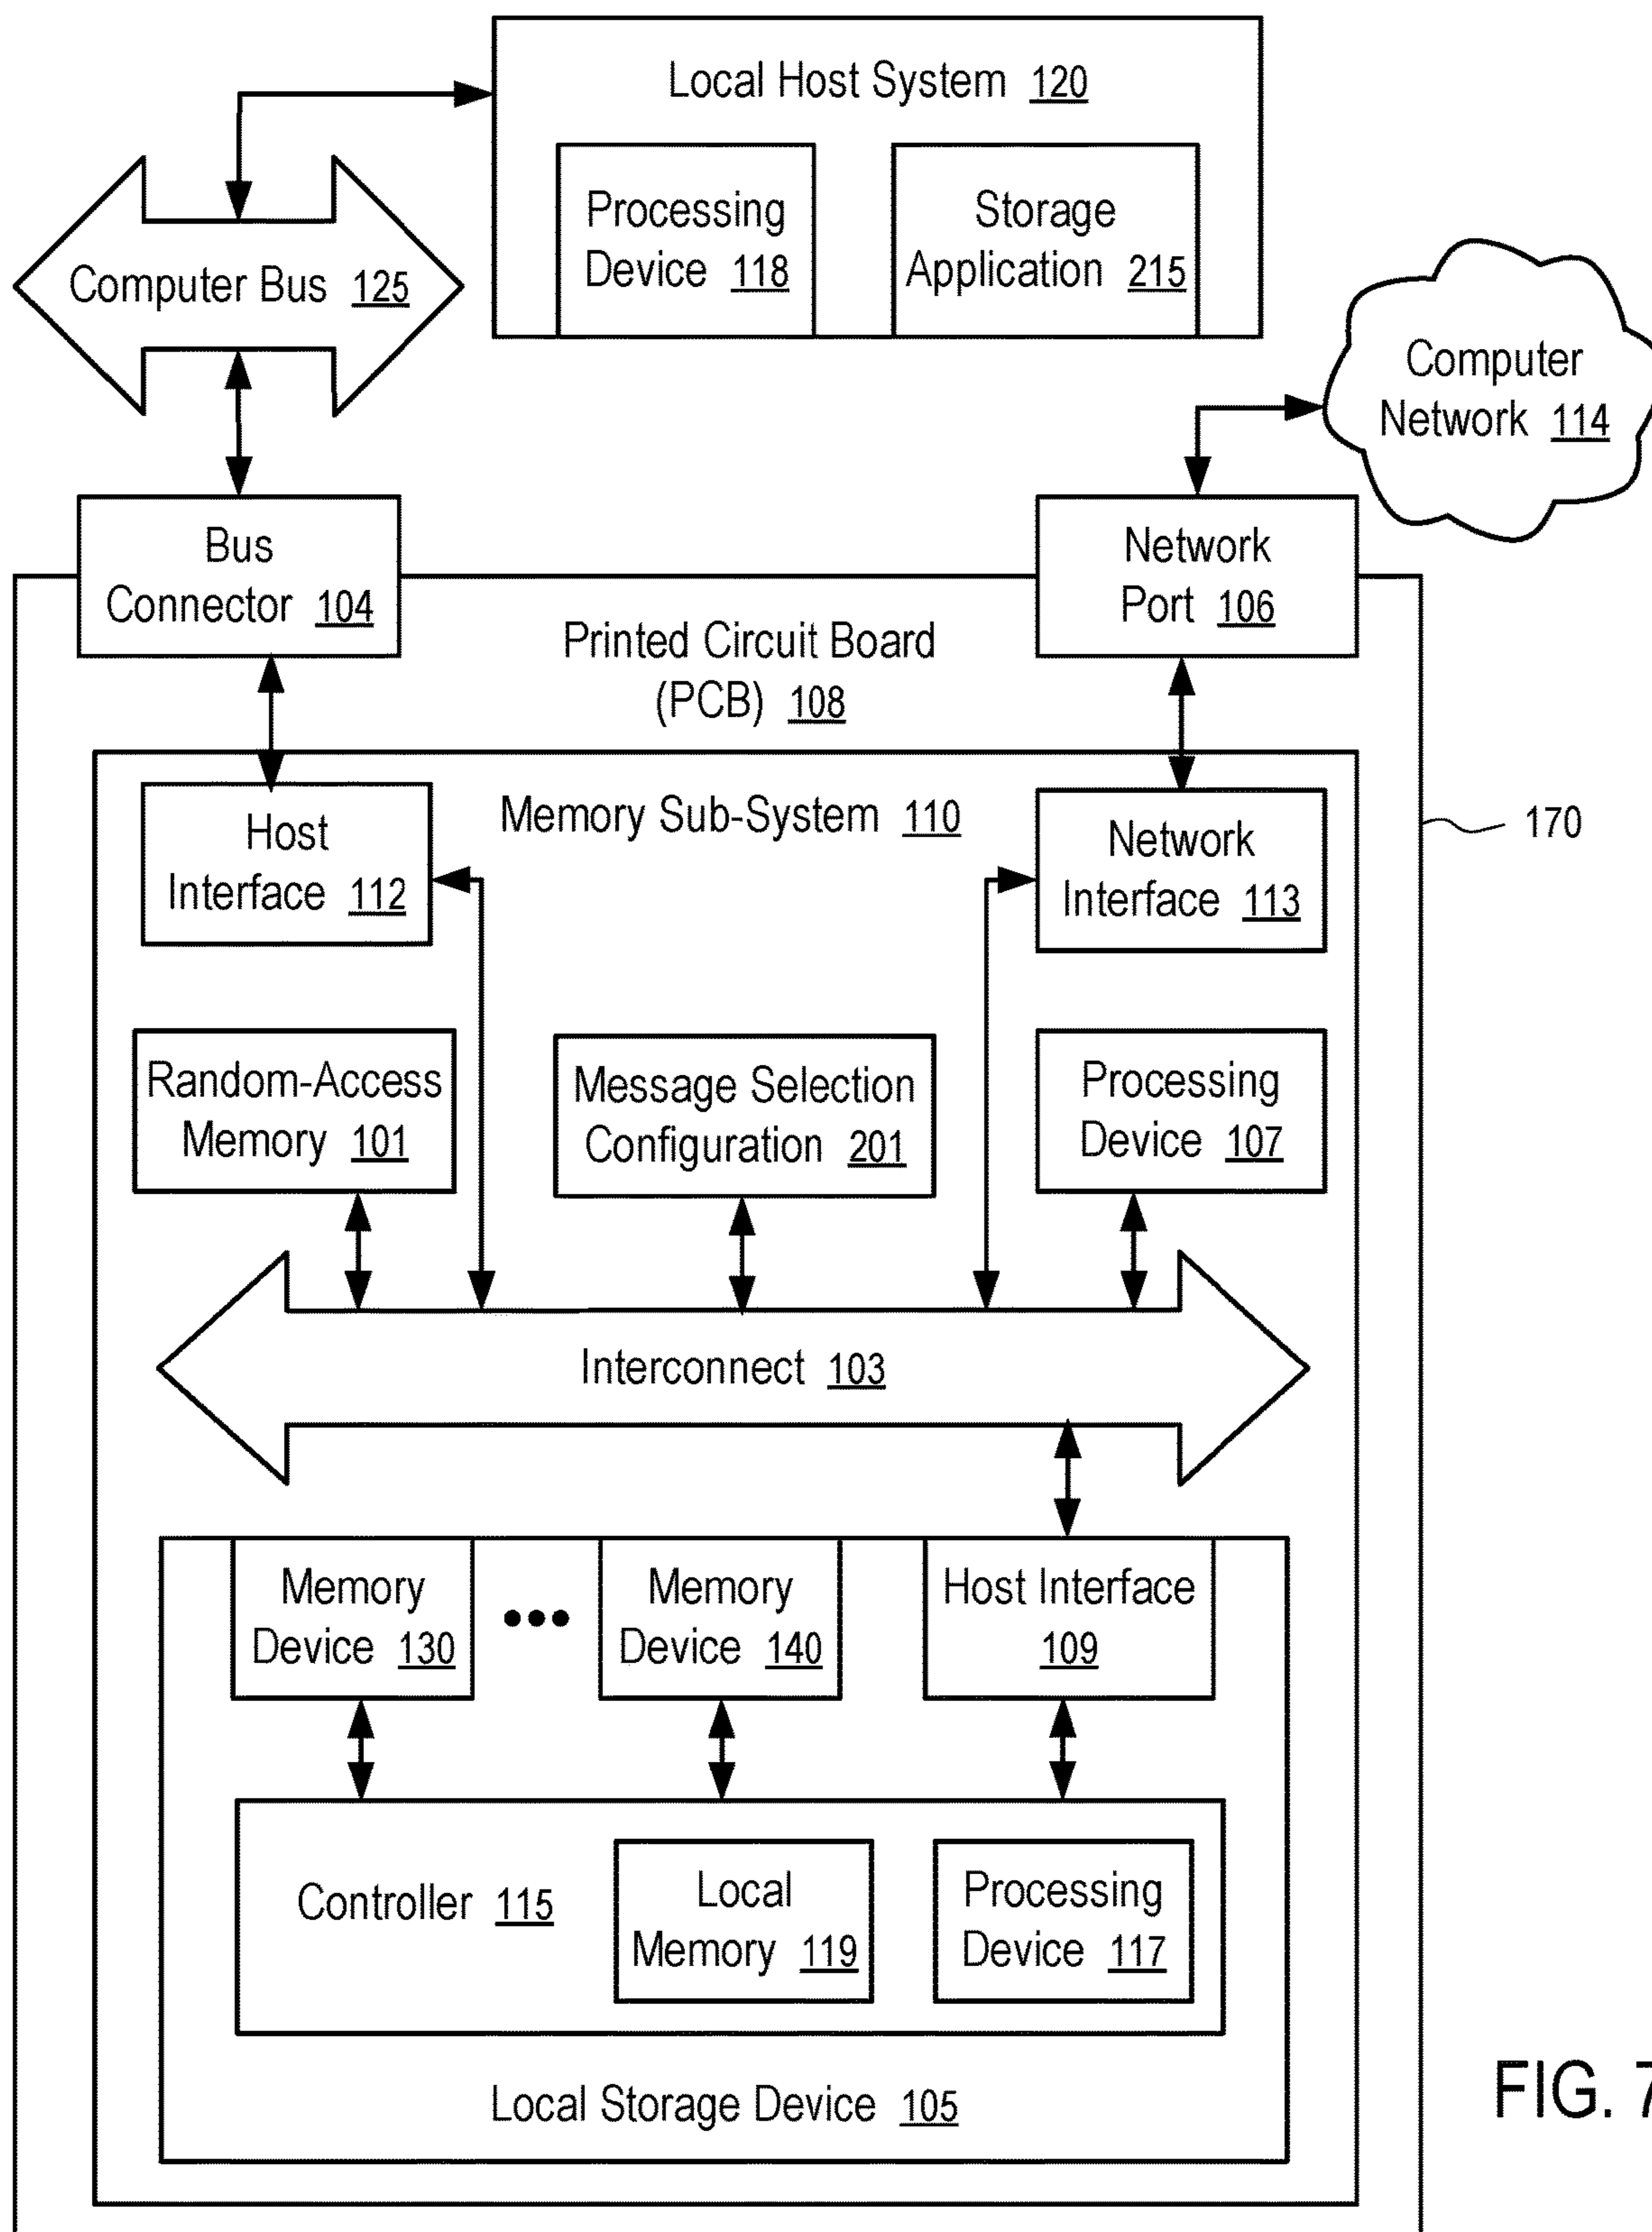 Local Host System 120
Processing
Device 118
Storage
Application 215
Computer Bus 125
Computer
Network 114
Bus
Connector 104
Network
Port 106
Printed Circuit Board
(PCB) 108
Memory Sub-System 110
170
Host
Interface 112
Network
Interface 113
Random-Access
Memory 101
Message Selection
Configuration 201
Processing
Device 107
Interconnect 103
Memory
Device 130
•••
Memory
Device 140
Host Interface
109
Controller 115
Local
Memory 119
Processing
Device 117
Local Storage Device 105
FIG. 7